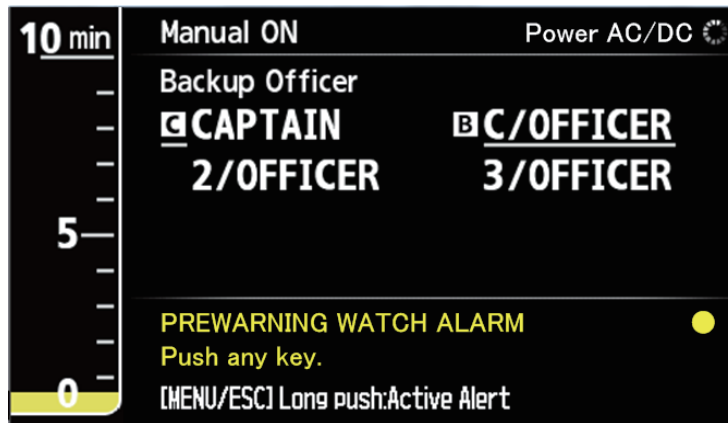 10 min
Manual ON
Power AC/DC
Backup Officer
C CAPTAIN
B C/OFFICER
2/OFFICER
3/OFFICER
5
PREWARNING WATCH ALARM
Push any key.
0
[MENU/ESC] Long push:Active Alert